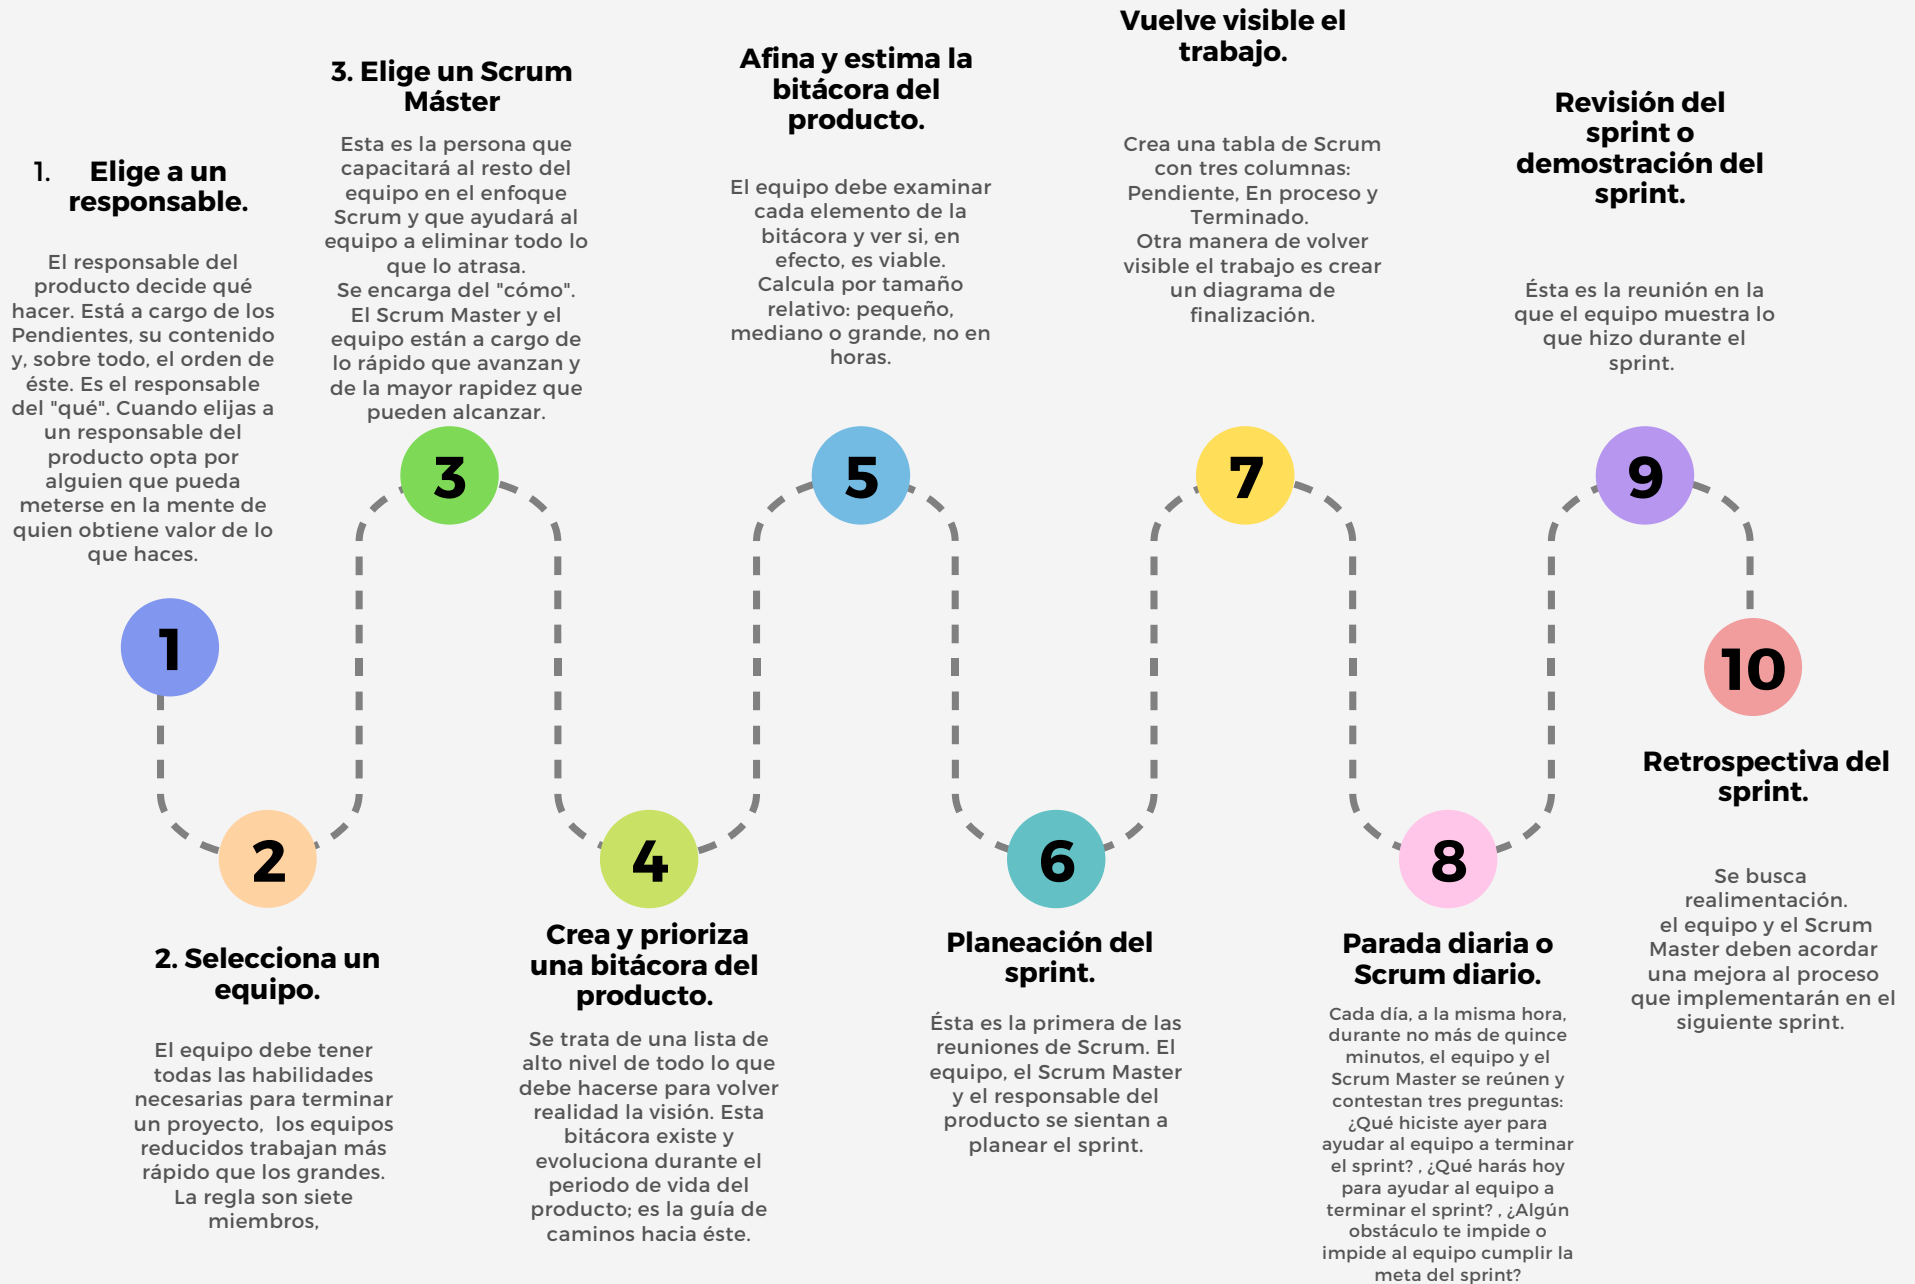 1. Elige a un
responsable.
El responsable del
producto decide qué
hacer. Está a cargo de los
Pendientes, su contenido
y, sobre todo, el orden de
éste. Es el responsable
del "qué". Cuando elijas a
un responsable del
producto opta por
alguien que pueda
meterse en la mente de
quien obtiene valor de lo
que haces.
1
2
2. Selecciona un
equipo.
El equipo debe tener
todas las habilidades
necesarias para terminar
un proyecto,  los equipos
reducidos trabajan más
rápido que los grandes.
La regla son siete
miembros,
3. Elige un Scrum
Máster
Esta es la persona que
capacitará al resto del
equipo en el enfoque
Scrum y que ayudará al
equipo a eliminar todo lo
que lo atrasa.
Se encarga del "cómo".
El Scrum Master y el
equipo están a cargo de
lo rápido que avanzan y
de la mayor rapidez que
pueden alcanzar.
3
4
Crea y prioriza
una bitácora del
producto.
Se trata de una lista de
alto nivel de todo lo que
debe hacerse para volver
realidad la visión. Esta
bitácora existe y
evoluciona durante el
periodo de vida del
producto; es la guía de
caminos hacia éste.
Afina y estima la
bitácora del
producto.
El equipo debe examinar
cada elemento de la
bitácora y ver si, en
efecto, es viable.
Calcula por tamaño
relativo: pequeño,
mediano o grande, no en
horas.
5
6
Planeación del
sprint.
Ésta es la primera de las
reuniones de Scrum. El
equipo, el Scrum Master
y el responsable del
producto se sientan a
planear el sprint.
Vuelve visible el
trabajo.
Crea una tabla de Scrum
con tres columnas:
Pendiente, En proceso y
Terminado.
Otra manera de volver
visible el trabajo es crear
un diagrama de
finalización.
7
8
Parada diaria o
Scrum diario.
Cada día, a la misma hora,
durante no más de quince
minutos, el equipo y el
Scrum Master se reúnen y
contestan tres preguntas:
¿Qué hiciste ayer para
ayudar al equipo a terminar
el sprint? , ¿Qué harás hoy
para ayudar al equipo a
terminar el sprint? , ¿Algún
obstáculo te impide o
impide al equipo cumplir la
meta del sprint?
Revisión del
sprint o
demostración del
sprint.
Ésta es la reunión en la
que el equipo muestra lo
que hizo durante el
sprint.
9
10
Retrospectiva del
sprint.
Se busca
realimentación.
el equipo y el Scrum
Master deben acordar
una mejora al proceso
que implementarán en el
siguiente sprint.